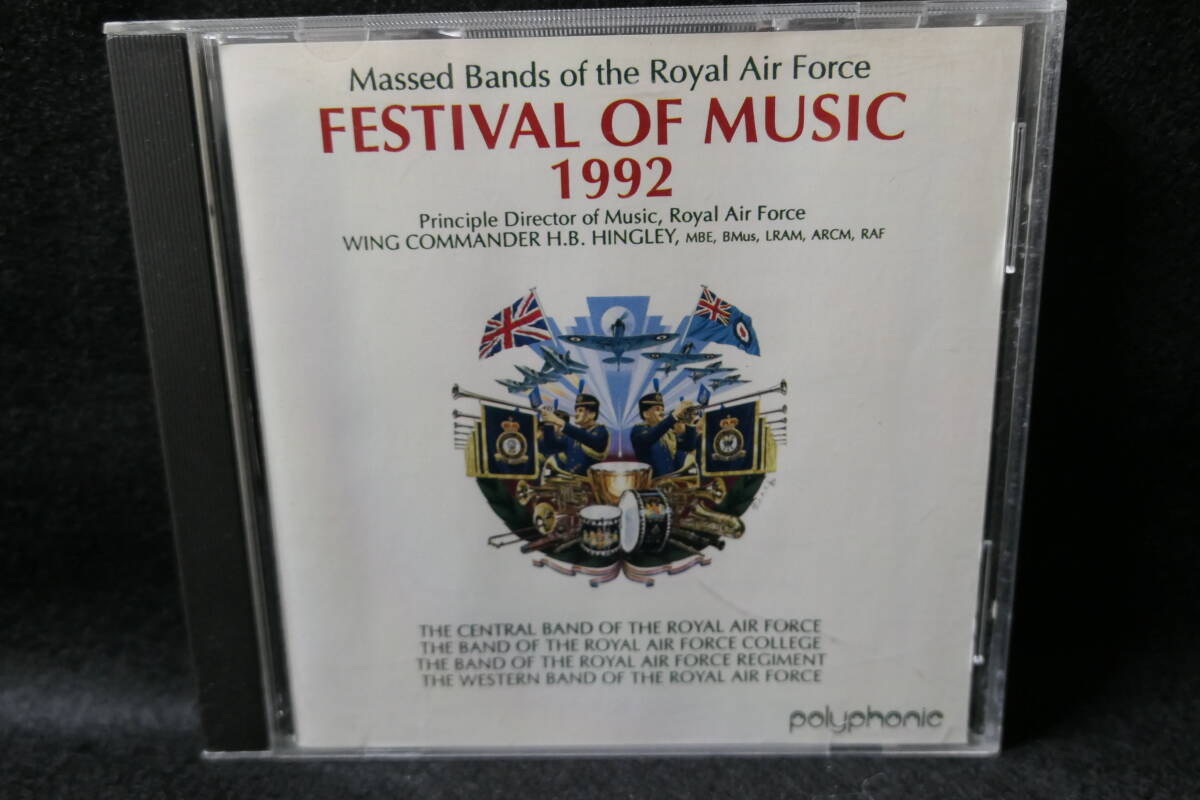 Massed Bands of the Royal Air Force
FESTIVAL OF MUSIC
1992
Principle Director of Music, Royal Air Force
WING COMMANDER H.B. HINGLEY, MBE, BMus, LRAM, ARCM, RAF
THE CENTRAL BAND OF THE ROYAL AIR FORCE
THE BAND OF THE ROYAL AIR FORCE COLLEGE
THE BAND OF THE ROYAL AIR FORCE REGIMENT
THE WESTERN BAND OF THE ROYAL AIR FORCE
polyphonic